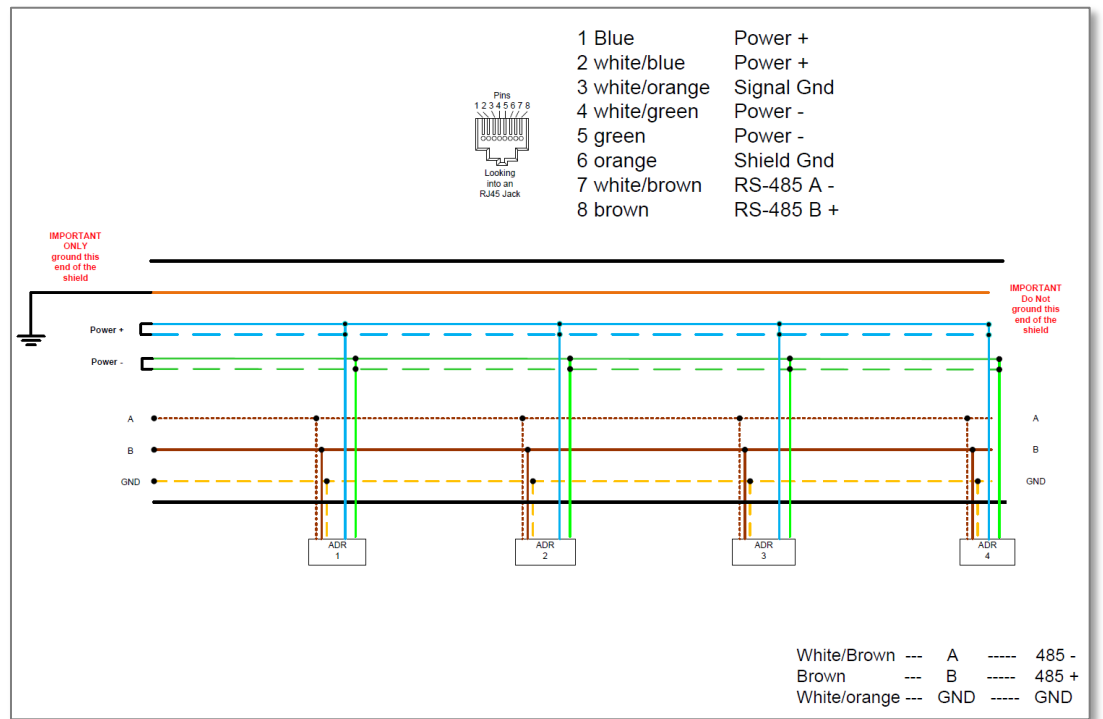 1 Blue Power +
2 white/blue Power +
3 white/orange Signal Gnd
4 white/green Power -
5 green Power -
6 orange Shield Gnd
7 white/brown RS-485 A -
8 brown RS-485 B +
Pins
1 2 3 4 5 6 7 8
Looking
into an
RJ45 Jack
IMPORTANT
ONLY
ground this
end of the
shield
IMPORTANT
Do Not
ground this
end of the
shield
Power +
Power -
A A
B B
GND GND
ADR
1
ADR
2
ADR
3
ADR
4
White/Brown --- A ----- 485 -
Brown --- B ----- 485 +
White/orange --- GND ----- GND